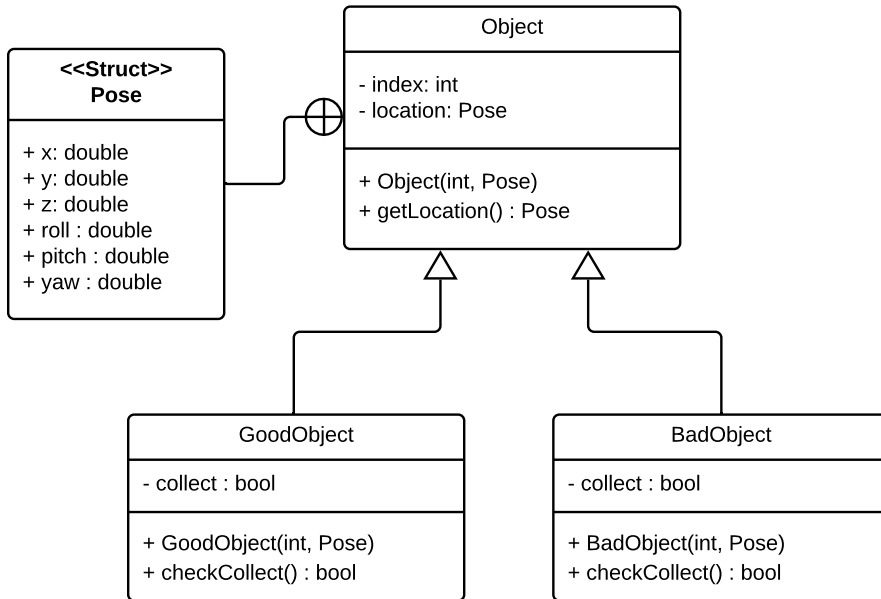 <<Struct>>
Pose
+ x: double
+ y: double
+ z: double
+ roll : double
+ pitch : double
+ yaw : double
Object
- index: int
- location: Pose
+ Object(int, Pose)
+ getLocation() : Pose
GoodObject
- collect : bool
+ GoodObject(int, Pose)
+ checkCollect() : bool
BadObject
- collect : bool
+ BadObject(int, Pose)
+ checkCollect() : bool